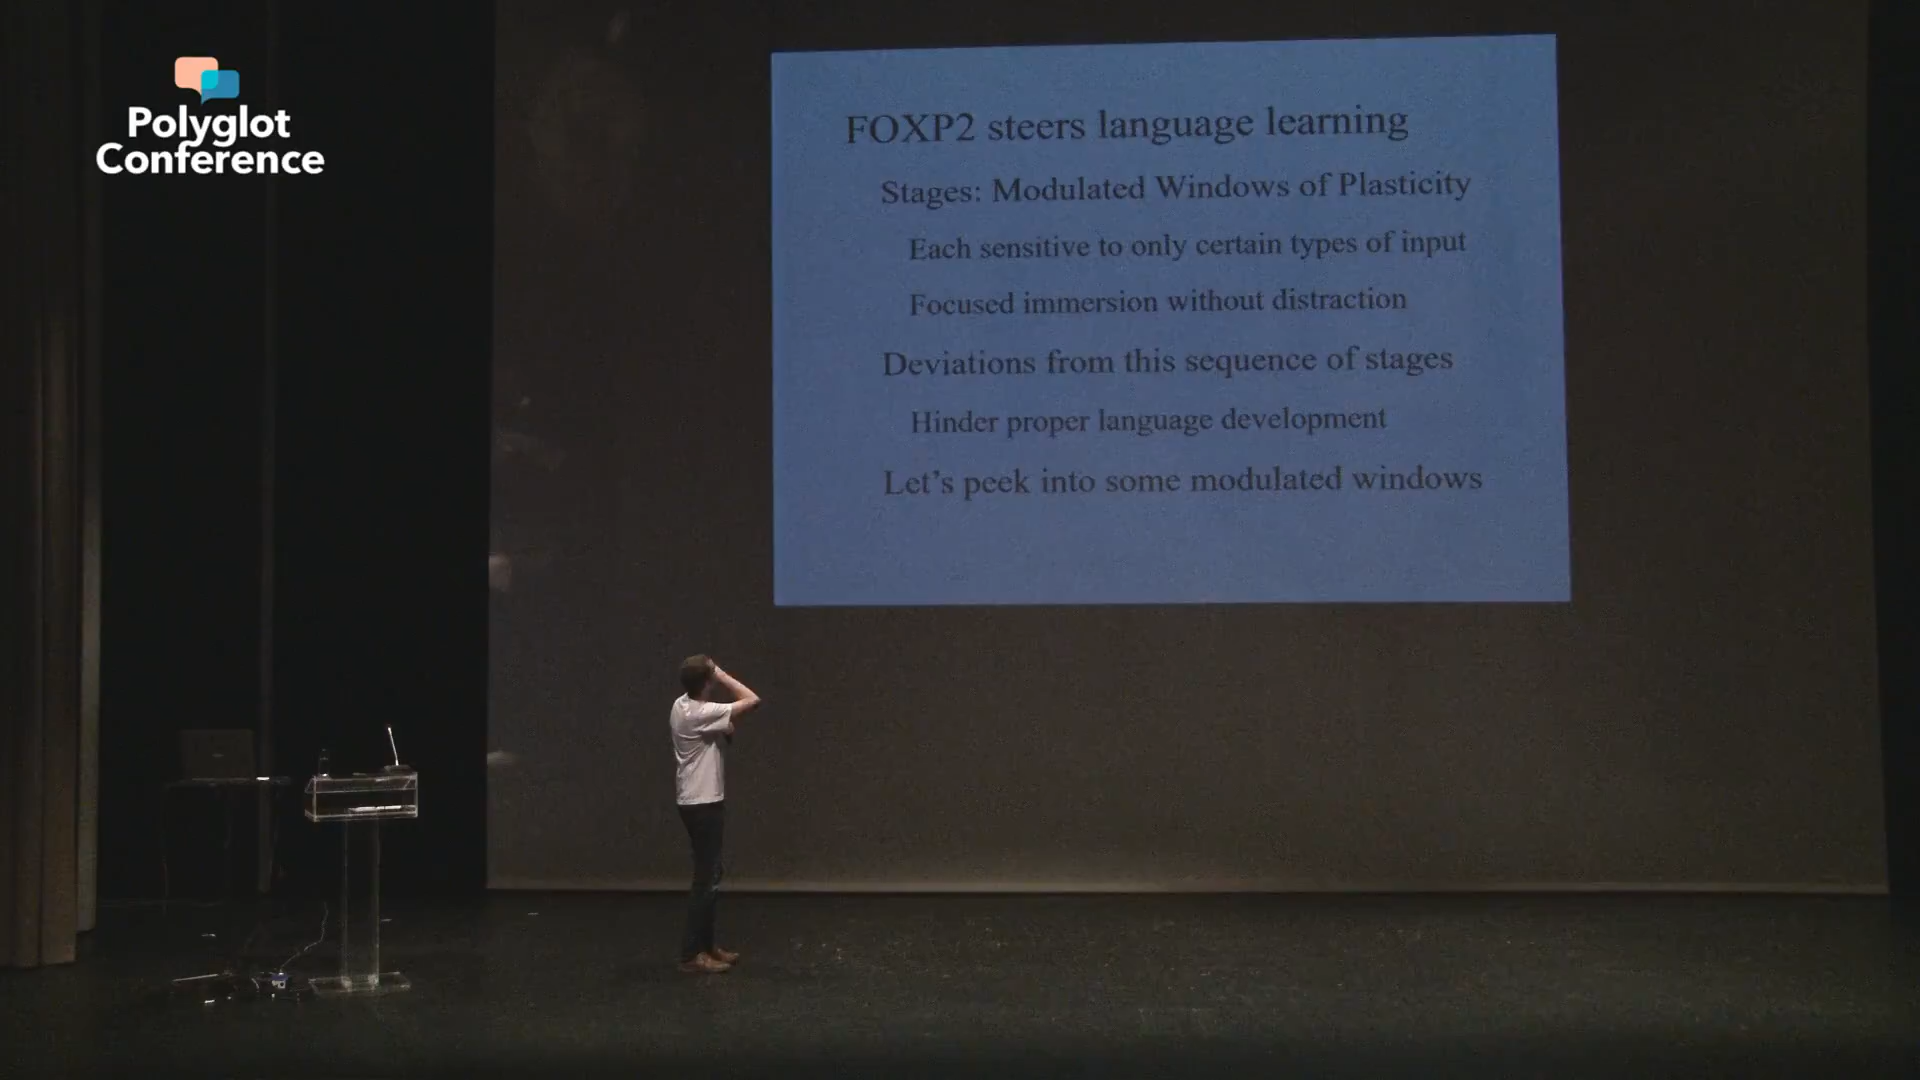 Polyglot
Conference
FOXP2 steers language learning
Stages: Modulated Windows of Plasticity
Each sensitive to only certain types of input
Focused immersion without distraction
Deviations from this sequence of stages
Hinder proper language development
Let's peek into some modulated windows